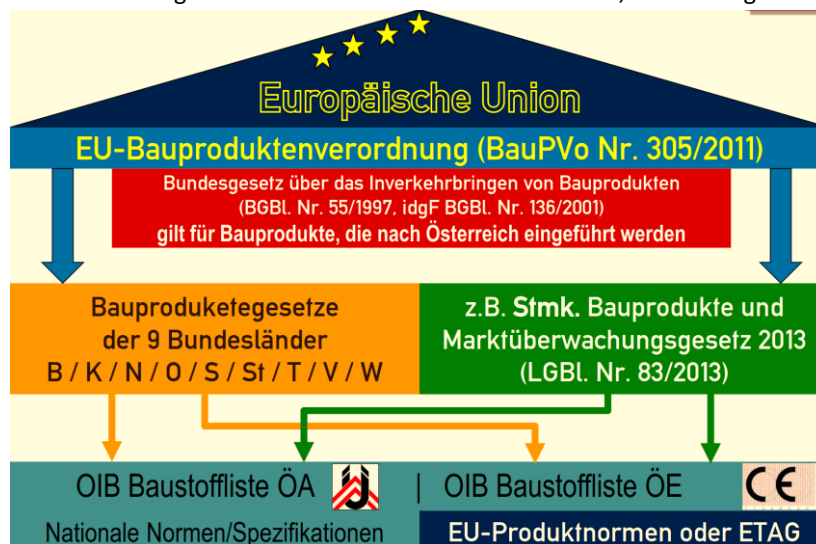 Europäische Union
EU-Bauproduktenverordnung (BauPVo Nr. 305/2011)
Bundesgesetz über das Inverkehrbringen von Bauprodukten
(BGBl. Nr. 55/1997, idgF BGBl. Nr. 136/2001)
gilt für Bauprodukte, die nach Österreich eingeführt werden
Bauproduketegesetze
der 9 Bundesländer
B / K / N / O / S / St / T / V / W
z.B. Stmk. Bauprodukte und
Marktüberwachungsgesetz 2013
(LGBl. Nr. 83/2013)
OIB Baustoffliste ÖA ÜA | OIB Baustoffliste ÖE CE
Nationale Normen/Spezifikationen
EU-Produktnormen oder ETAG